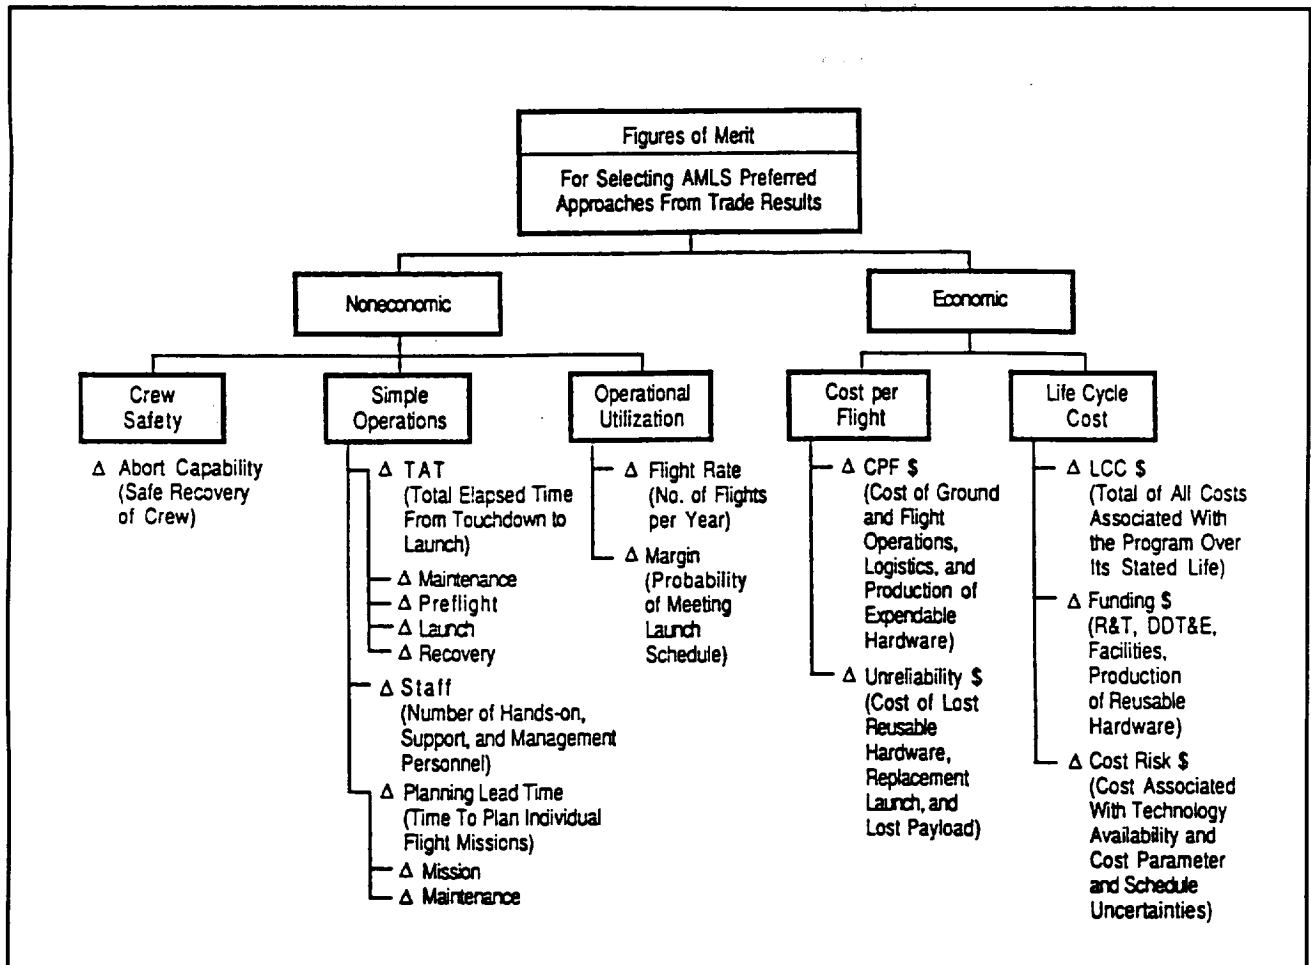 Figures of Merit
For Selecting AMLS Preferred
Approaches From Trade Results
Noneconomic
Economic
Crew
Safety
Δ Abort Capability
(Safe Recovery
of Crew)
Simple
Operations
Δ TAT
(Total Elapsed Time
From Touchdown to
Launch)
Δ Maintenance
Δ Preflight
Δ Launch
Δ Recovery
Δ Staff
(Number of Hands-on,
Support, and Management
Personnel)
Δ Planning Lead Time
(Time To Plan Individual
Flight Missions)
Δ Mission
Δ Maintenance
Operational
Utilization
Δ Flight Rate
(No. of Flights
per Year)
Δ Margin
(Probability
of Meeting
Launch
Schedule)
Cost per
Flight
Δ CPF $
(Cost of Ground
and Flight
Operations,
Logistics, and
Production of
Expendable
Hardware)
Δ Unreliability $
(Cost of Lost
Reusable
Hardware,
Replacement
Launch, and
Lost Payload)
Life Cycle
Cost
Δ LCC $
(Total of All Costs
Associated With
the Program Over
Its Stated Life)
Δ Funding $
(R&T, DDT&E,
Facilities,
Production
of Reusable
Hardware)
Δ Cost Risk $
(Cost Associated
With Technology
Availability and
Cost Parameter
and Schedule
Uncertainties)